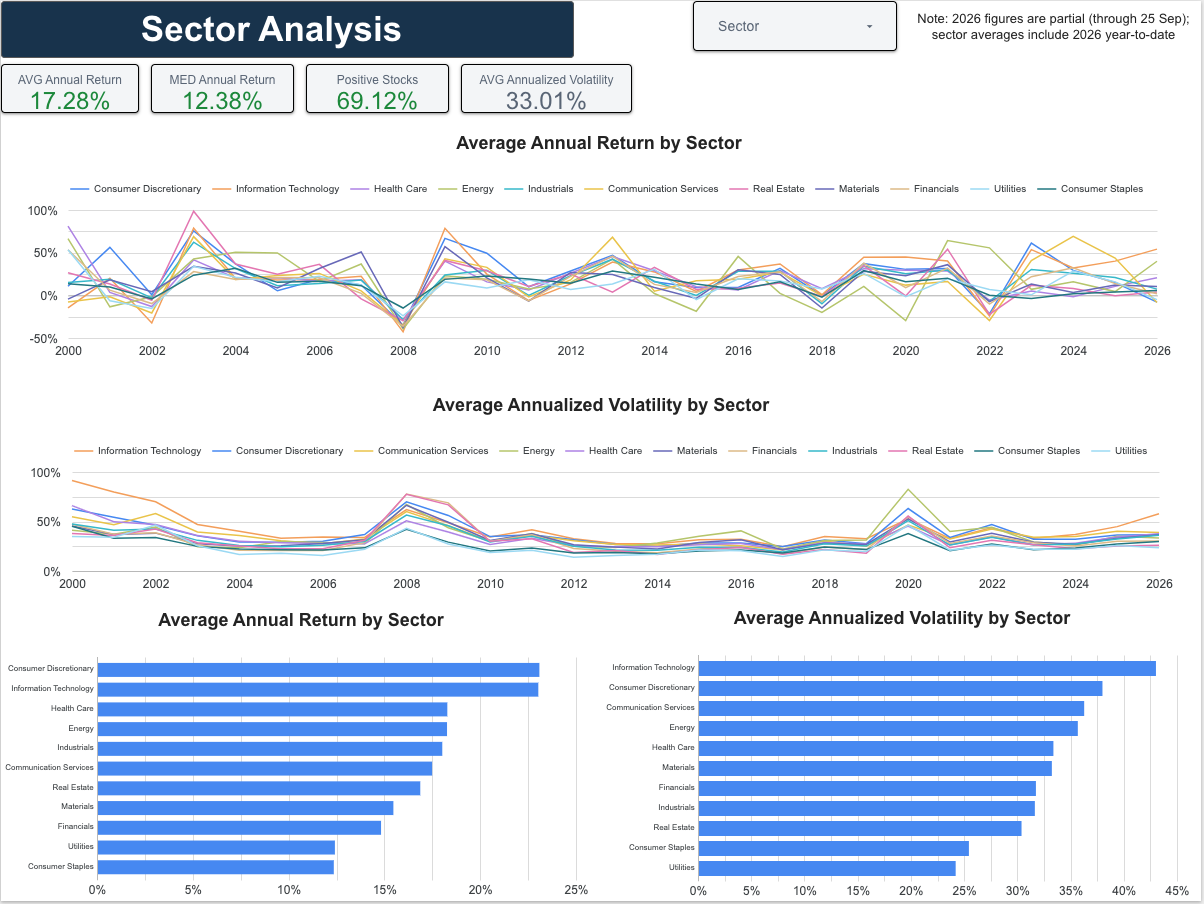 Sector Analysis
Sector
Note: 2026 figures are partial (through 25 Sep);
sector averages include 2026 year-to-date
AVG Annual Return
17.28%
MED Annual Return
12.38%
Positive Stocks
69.12%
AVG Annualized Volatility
33.01%
Average Annual Return by Sector
Consumer Discretionary Information Technology Health Care Energy Industrials Communication Services Real Estate Materials Financials Utilities Consumer Staples
100%
50%
0%
-50%
2000 2002 2004 2006 2008 2010 2012 2014 2016 2018 2020 2022 2024 2026
Average Annualized Volatility by Sector
Information Technology Consumer Discretionary Communication Services Energy Health Care Materials Financials Industrials Real Estate Consumer Staples Utilities
100%
50%
0%
2000 2002 2004 2006 2008 2010 2012 2014 2016 2018 2020 2022 2024 2026
Average Annual Return by Sector
Consumer Discretionary
Information Technology
Health Care
Energy
Industrials
Communication Services
Real Estate
Materials
Financials
Utilities
Consumer Staples
0% 5% 10% 15% 20% 25%
Average Annualized Volatility by Sector
Information Technology
Consumer Discretionary
Communication Services
Energy
Health Care
Materials
Financials
Industrials
Real Estate
Consumer Staples
Utilities
0% 5% 10% 15% 20% 25% 30% 35% 40% 45%